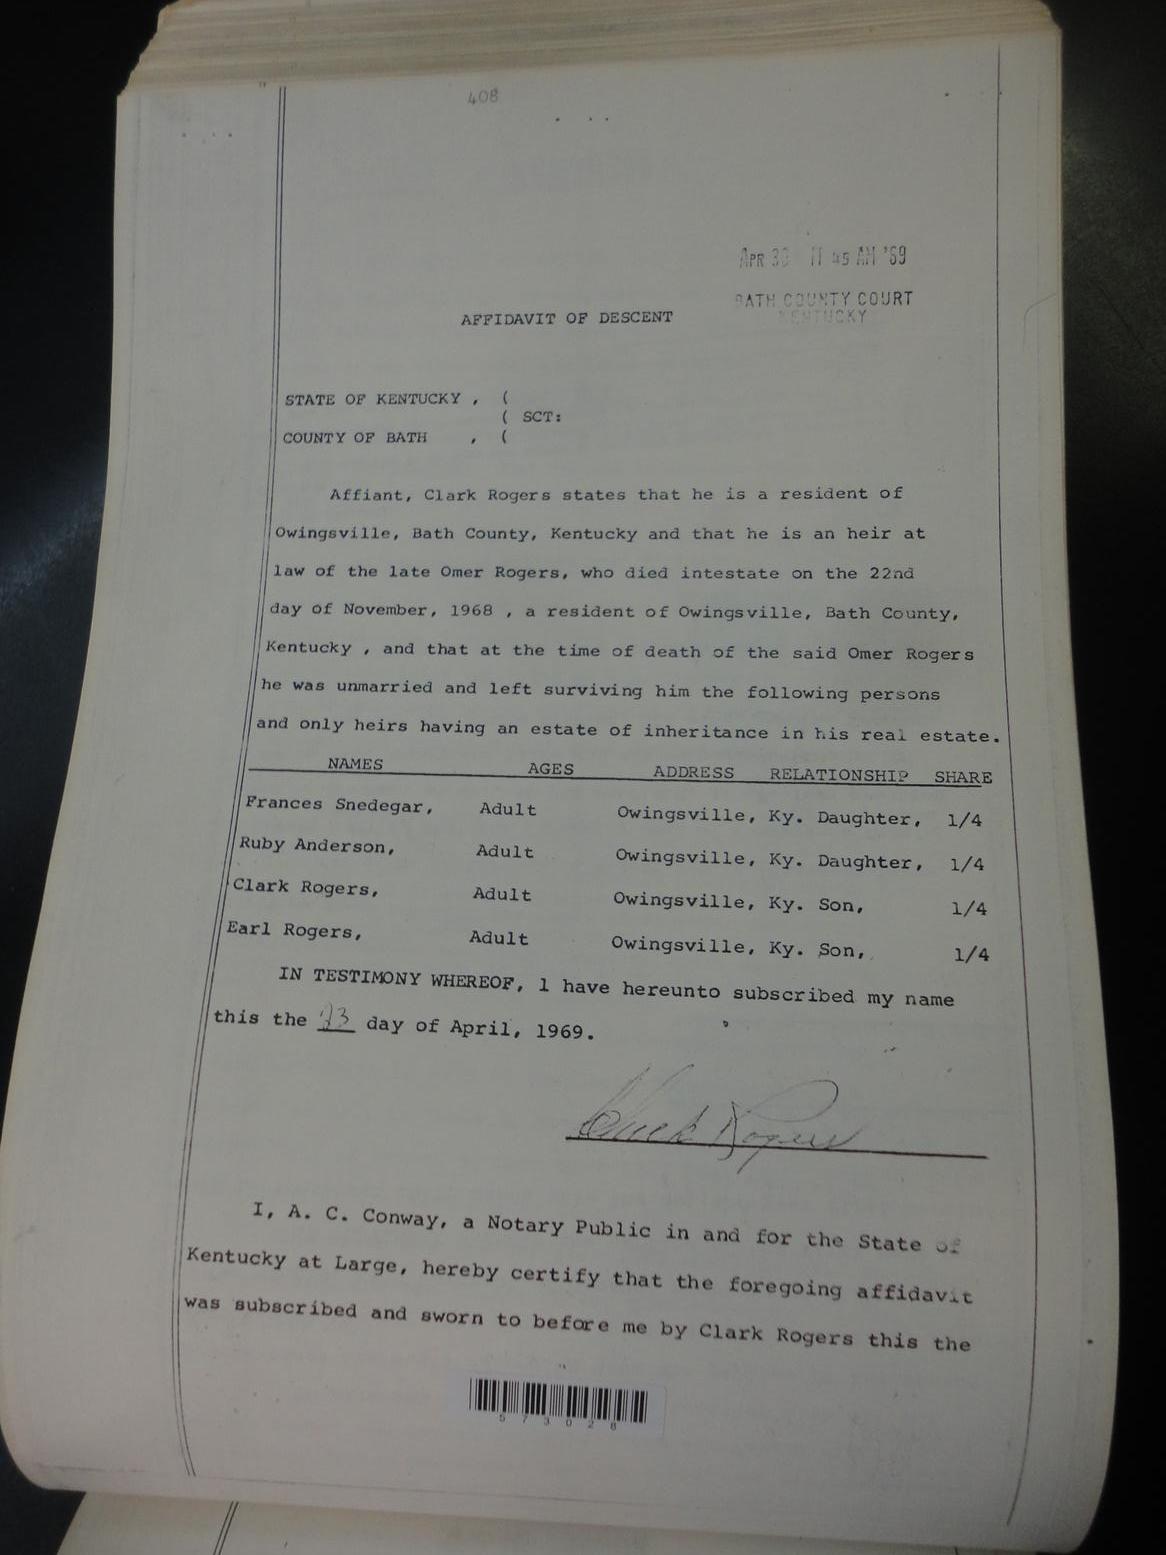 408
APR 30 11 45 AM '69
BATH COUNTY COURT
KENTUCKY
AFFIDAVIT OF DESCENT
STATE OF KENTUCKY , (
( SCT:
COUNTY OF BATH , (
Affiant, Clark Rogers states that he is a resident of
Owingsville, Bath County, Kentucky and that he is an heir at
law of the late Omer Rogers, who died intestate on the 22nd
day of November, 1968 , a resident of Owingsville, Bath County,
Kentucky , and that at the time of death of the said Omer Rogers
he was unmarried and left surviving him the following persons
and only heirs having an estate of inheritance in his real estate.
NAMES AGES ADDRESS RELATIONSHIP SHARE
Frances Snedegar, Adult Owingsville, Ky. Daughter, 1/4
Ruby Anderson, Adult Owingsville, Ky. Daughter, 1/4
Clark Rogers, Adult Owingsville, Ky. Son, 1/4
Earl Rogers, Adult Owingsville, Ky. Son, 1/4
IN TESTIMONY WHEREOF, 1 have hereunto subscribed my name
this the 23 day of April, 1969.
Clark Rogers
I, A. C. Conway, a Notary Public in and for the State of
Kentucky at Large, hereby certify that the foregoing affidavit
was subscribed and sworn to before me by Clark Rogers this the
573028